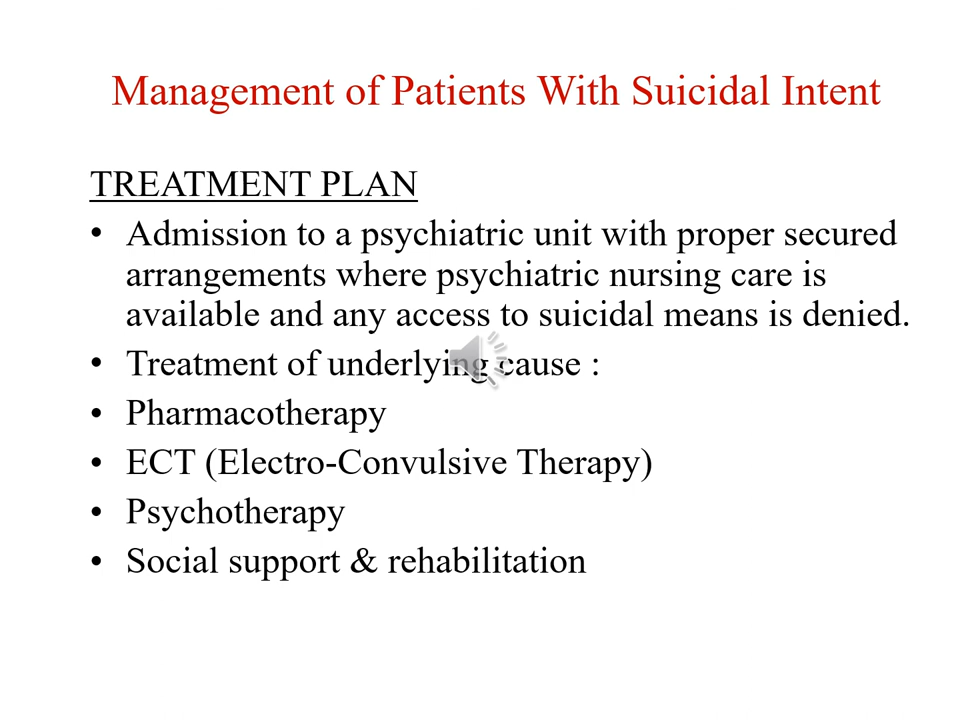 Management of Patients With Suicidal Intent
TREATMENT PLAN
• Admission to a psychiatric unit with proper secured
arrangements where psychiatric nursing care is
available and any access to suicidal means is denied.
• Treatment of underlying cause :
• Pharmacotherapy
• ECT (Electro-Convulsive Therapy)
• Psychotherapy
• Social support & rehabilitation